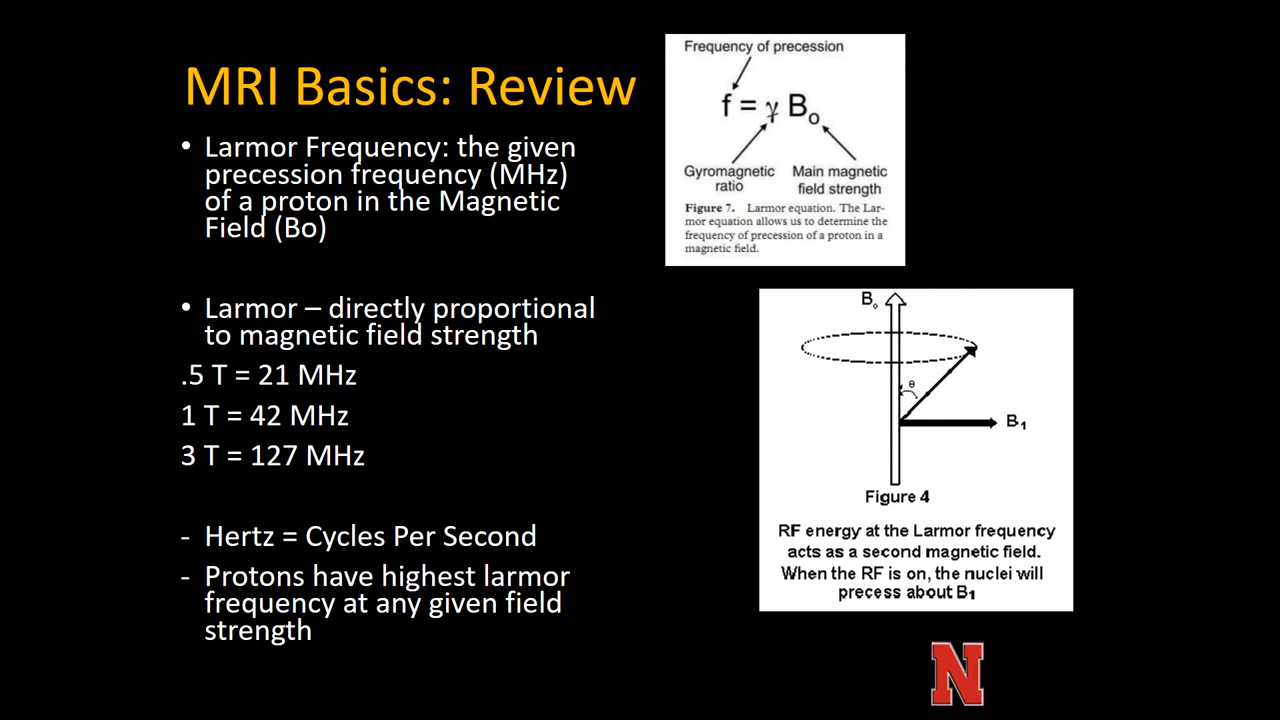 MRI Basics: Review
• Larmor Frequency: the given
precession frequency (MHz)
of a proton in the Magnetic
Field (Bo)
• Larmor – directly proportional
to magnetic field strength
.5 T = 21 MHz
1 T = 42 MHz
3 T = 127 MHz
- Hertz = Cycles Per Second
- Protons have highest larmor
frequency at any given field
strength
Frequency of precession
f = γ Bo
Gyromagnetic ratio
Main magnetic field strength
Figure 7. Larmor equation. The Lar-
mor equation allows us to determine the
frequency of precession of a proton in a
magnetic field.
Bo
θ
B1
Figure 4
RF energy at the Larmor frequency
acts as a second magnetic field.
When the RF is on, the nuclei will
precess about B1
N